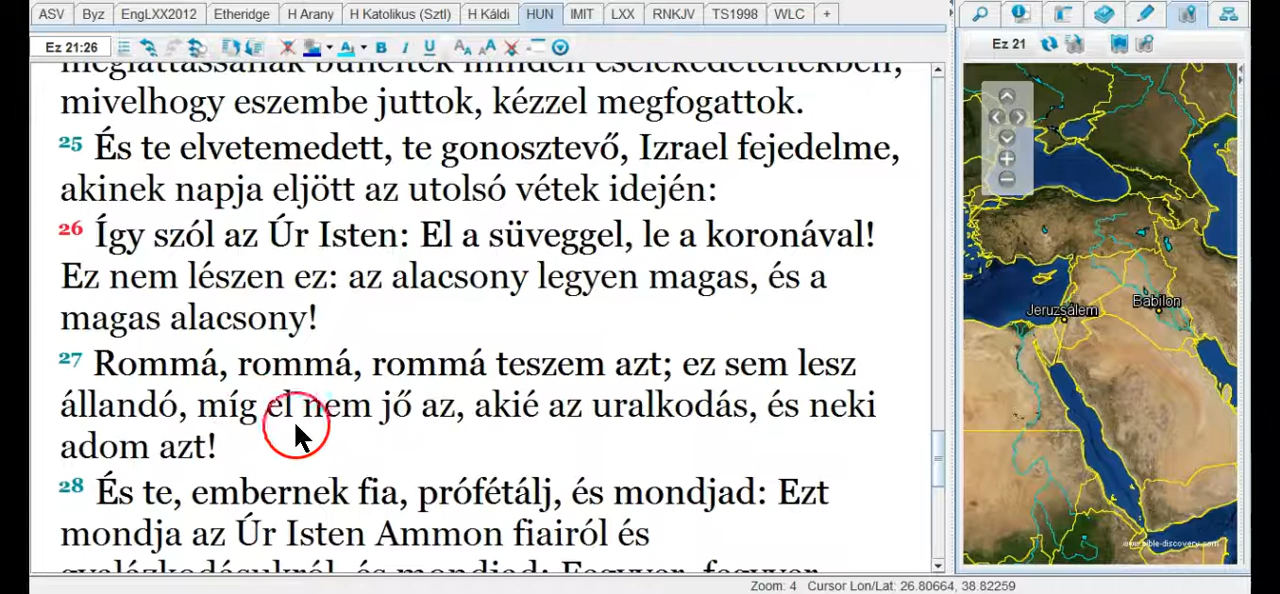 ASV Byz EngLXX2012 Etheridge H Arany H Katolikus (Sztl) H Káldi HUN IMIT LXX RNKJV TS1998 WLC +
Ez 21:26
Ez 21
mivelhogy eszembe juttok, kézzel megfogattok.
25 És te elvetemedett, te gonosztevő, Izrael fejedelme,
akinek napja eljött az utolsó vétek idején:
26 Így szól az Úr Isten: El a süveggel, le a koronával!
Ez nem lészen ez: az alacsony legyen magas, és a
magas alacsony!
27 Rommá, rommá, rommá teszem azt; ez sem lesz
állandó, míg el nem jő az, akié az uralkodás, és neki
adom azt!
28 És te, embernek fia, prófétálj, és mondjad: Ezt
mondja az Úr Isten Ammon fiairól és
Jeruzsálem
Babilon
www.bible-discovery.com
Zoom: 4 Cursor Lon/Lat: 26.80664, 38.82259